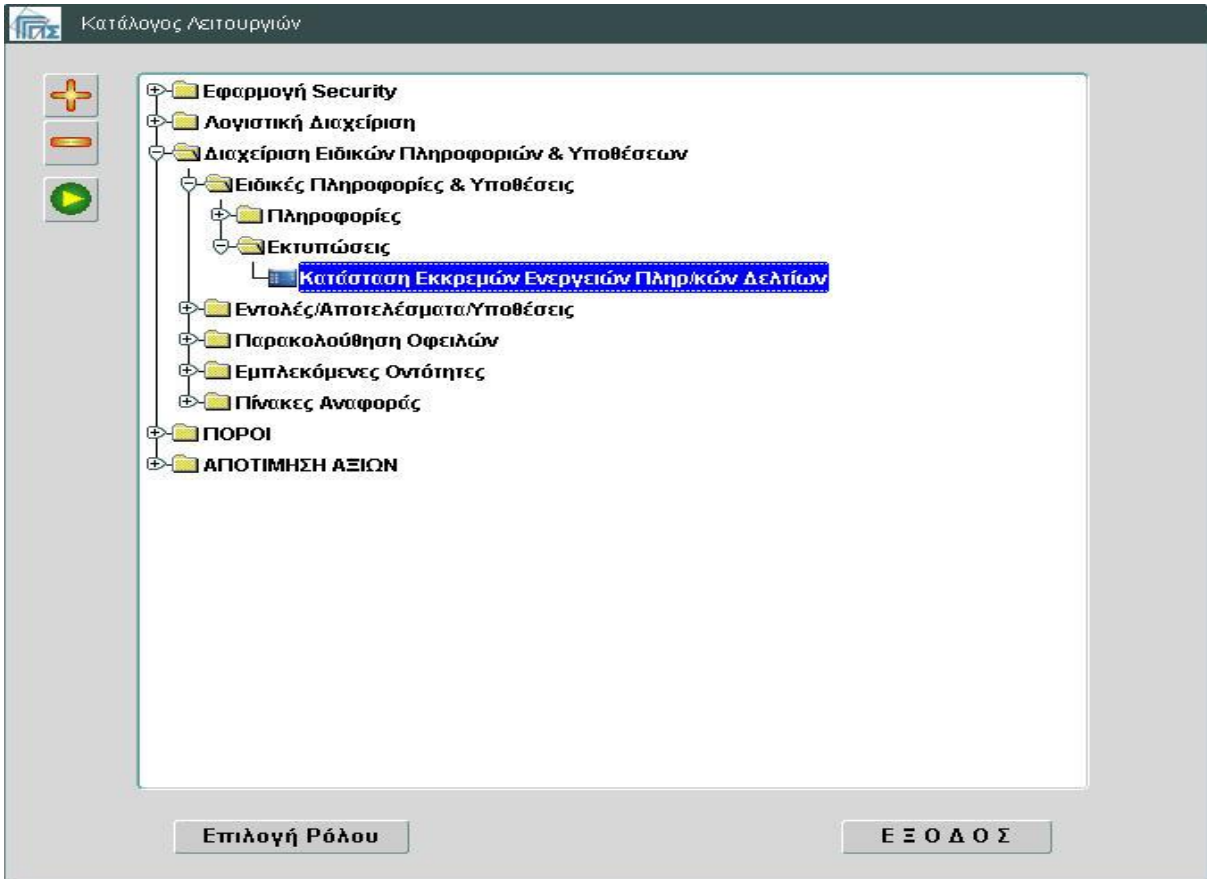 ΓΓΠΣ
Κατάλογος Λειτουργιών
Εφαρμογή Security
Λογιστική Διαχείριση
Διαχείριση Ειδικών Πληροφοριών & Υποθέσεων
Ειδικές Πληροφορίες & Υποθέσεις
Πληροφορίες
Εκτυπώσεις
Κατάσταση Εκκρεμών Ενεργειών Πληρ/κών Δελτίων
Εντολές/Αποτελέσματα/Υποθέσεις
Παρακολούθηση Οφειλών
Εμπλεκόμενες Οντότητες
Πίνακες Αναφοράς
ΠΟΡΟΙ
ΑΠΟΤΙΜΗΣΗ ΑΞΙΩΝ
Επιλογή Ρόλου
Ε Ξ Ο Δ Ο Σ